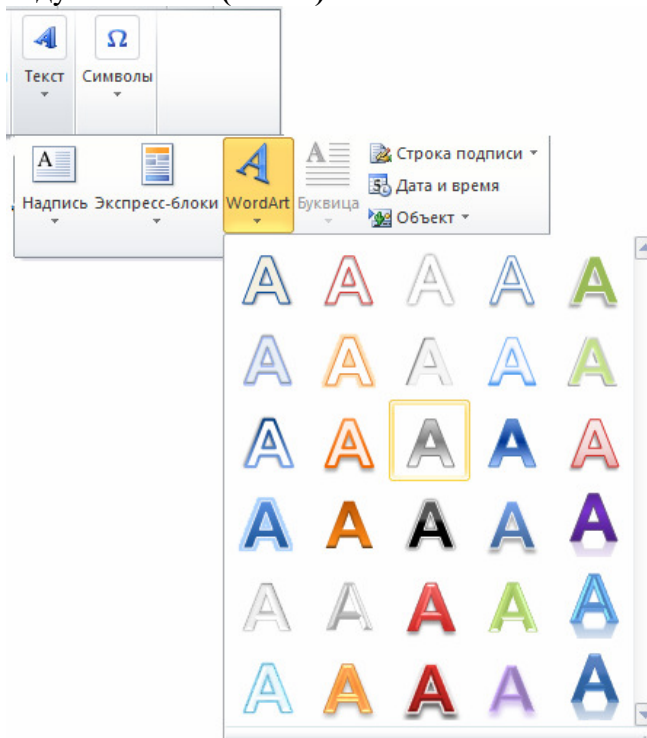 Текст Символы
Надпись Экспресс-блоки WordArt Буквица
Строка подписи
Дата и время
Объект